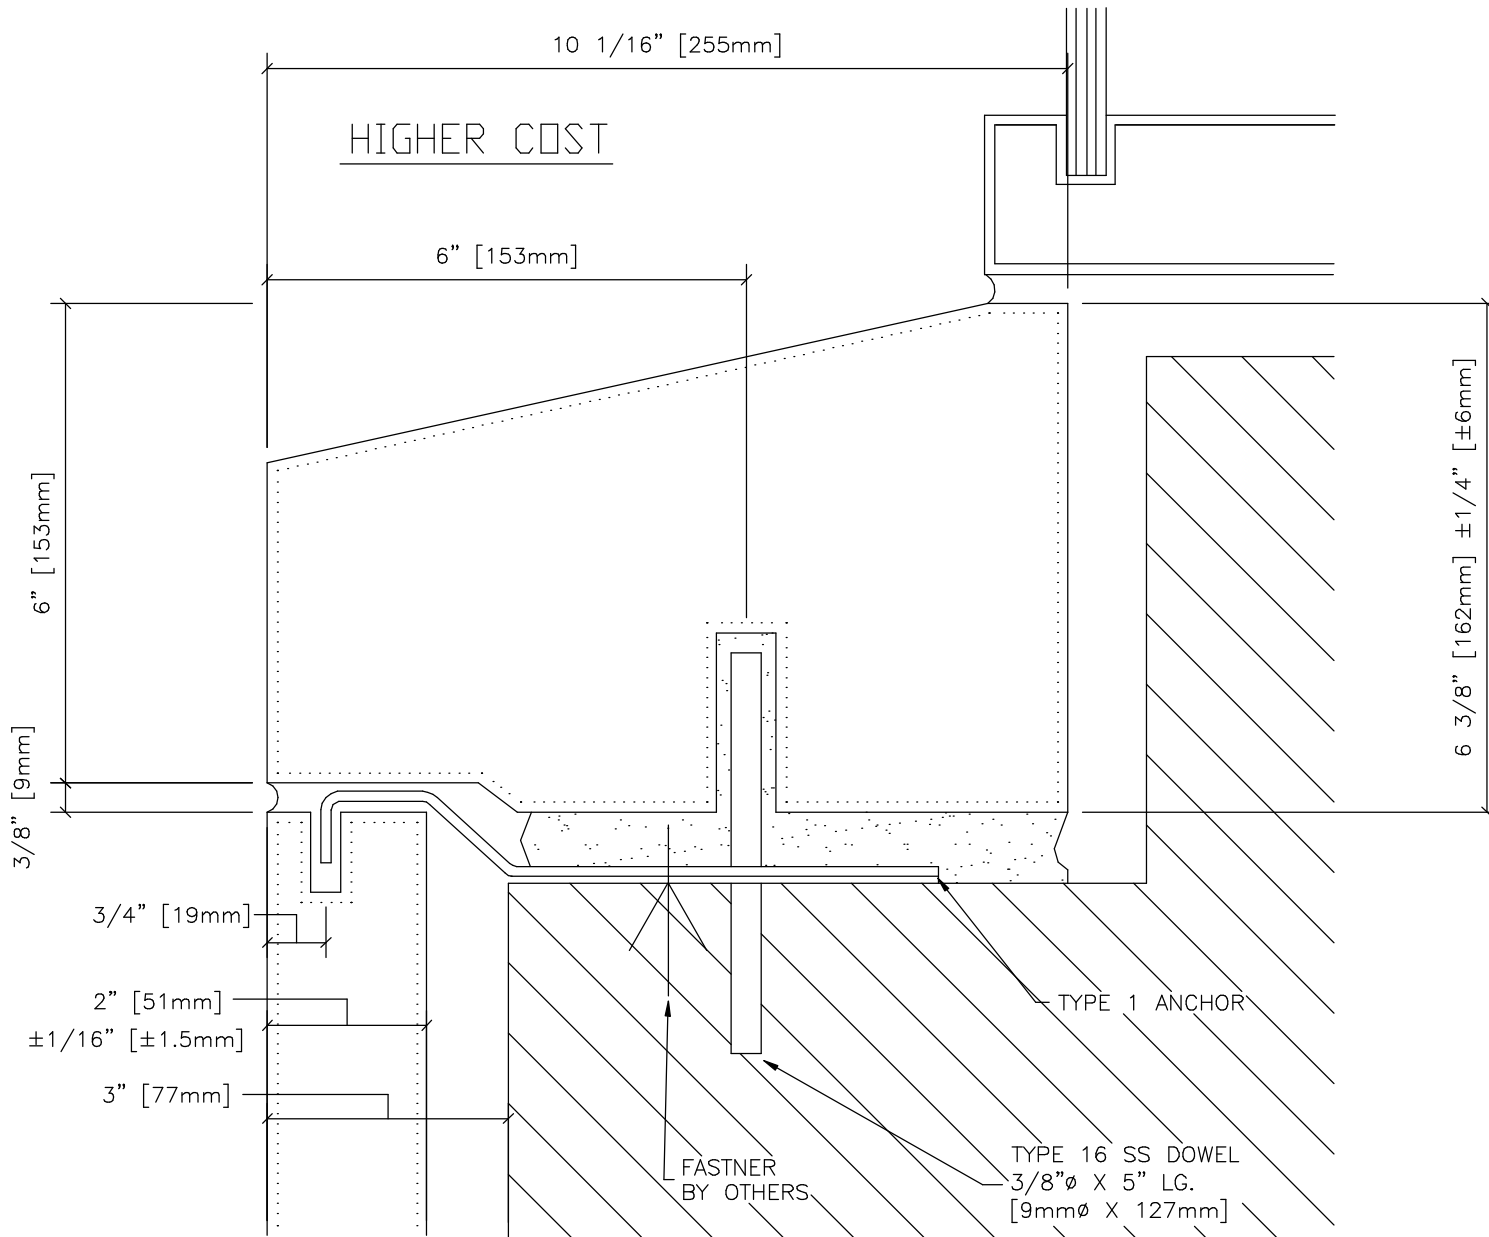 10 1/16" [255mm]
HIGHER COST
6" [153mm]
6" [153mm]
6 3/8" [162mm] ±1/4" [±6mm]
3/8" [9mm]
3/4" [19mm]
2" [51mm]
±1/16" [±1.5mm]
3" [77mm]
TYPE 1 ANCHOR
FASTNER
BY OTHERS
TYPE 16 SS DOWEL
3/8"ø X 5" LG.
[9mmø X 127mm]